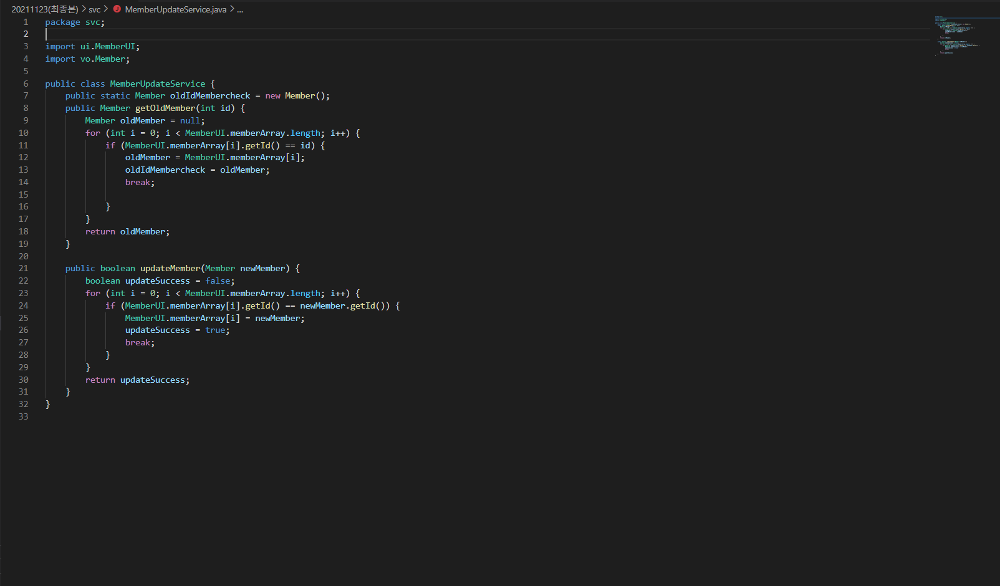 20211123(최종본) > svc > J MemberUpdateService.java > ...
1 package svc;
2
3 import ui.MemberUI;
4 import vo.Member;
5
6 public class MemberUpdateService {
7     public static Member oldIdMembercheck = new Member();
8     public Member getOldMember(int id) {
9         Member oldMember = null;
10         for (int i = 0; i < MemberUI.memberArray.length; i++) {
11             if (MemberUI.memberArray[i].getId() == id) {
12                 oldMember = MemberUI.memberArray[i];
13                 oldIdMembercheck = oldMember;
14                 break;
15
16             }
17         }
18         return oldMember;
19     }
20
21     public boolean updateMember(Member newMember) {
22         boolean updateSuccess = false;
23         for (int i = 0; i < MemberUI.memberArray.length; i++) {
24             if (MemberUI.memberArray[i].getId() == newMember.getId()) {
25                 MemberUI.memberArray[i] = newMember;
26                 updateSuccess = true;
27                 break;
28             }
29         }
30         return updateSuccess;
31     }
32 }
33